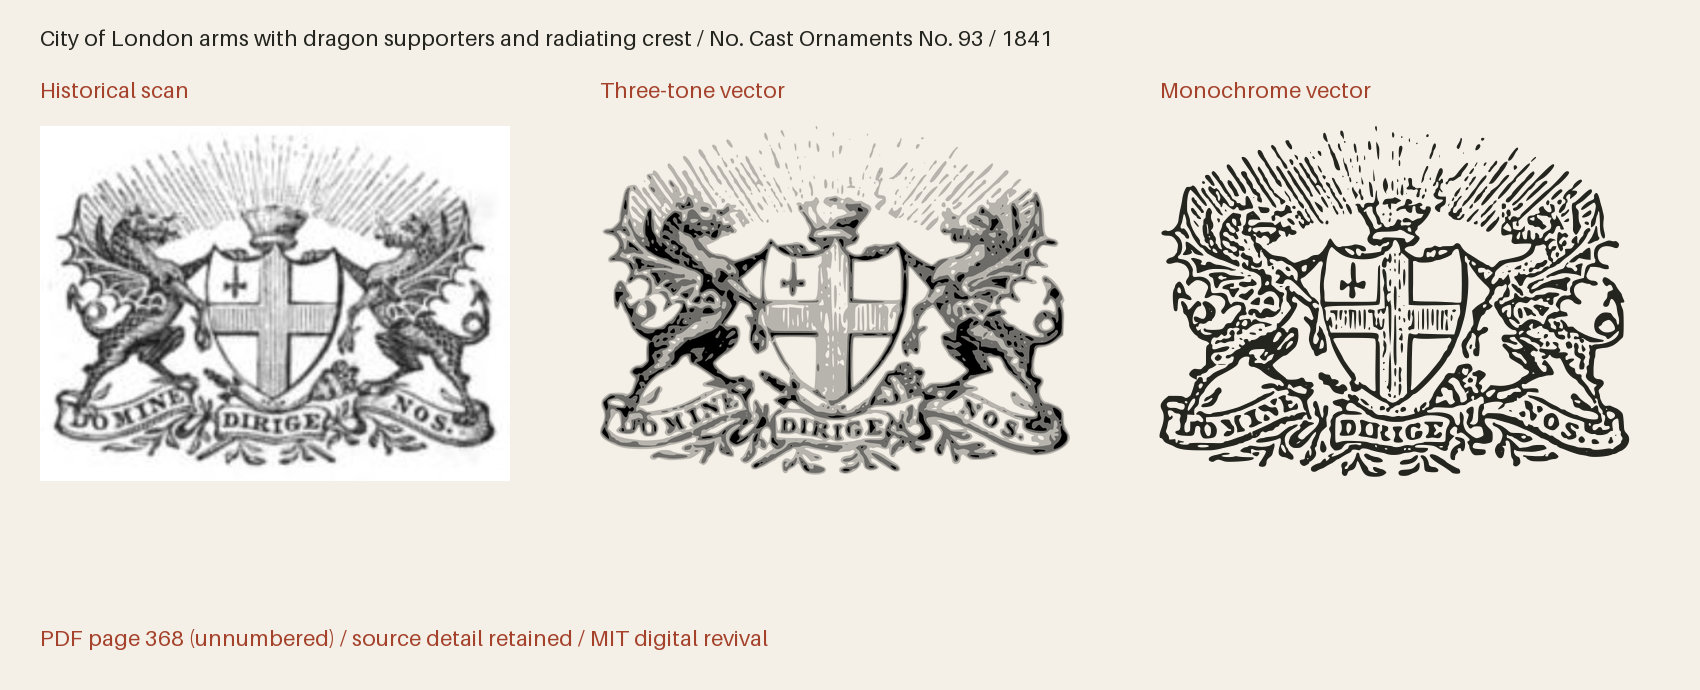 City of London arms with dragon supporters and radiating crest / No. Cast Ornaments No. 93 / 1841
Historical scan
Three-tone vector
Monochrome vector
DOMINE DIRIGE NOS.
DOMINE DIRIGE NOS.
DOMINE DIRIGE NOS.
PDF page 368 (unnumbered) / source detail retained / MIT digital revival